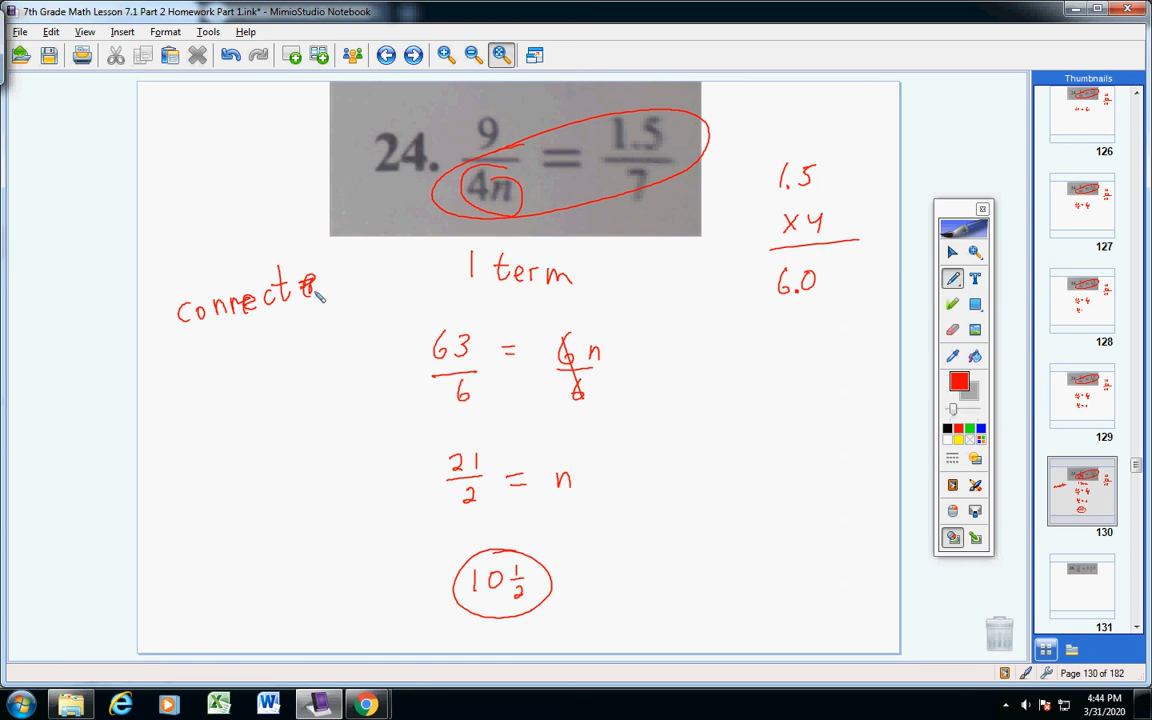 7th Grade Math Lesson 7.1 Part 2 Homework Part 1.ink* - MimioStudio Notebook
File Edit View Insert Format Tools Help
Thumbnails
24. 9/4n = 1.5/7
1.5
x4
6.0
1 term
63/6 = 6n/6
21/2 = n
10 1/2
126
127
128
129
130
131
T
Page 130 of 182
4:44 PM
3/31/2020